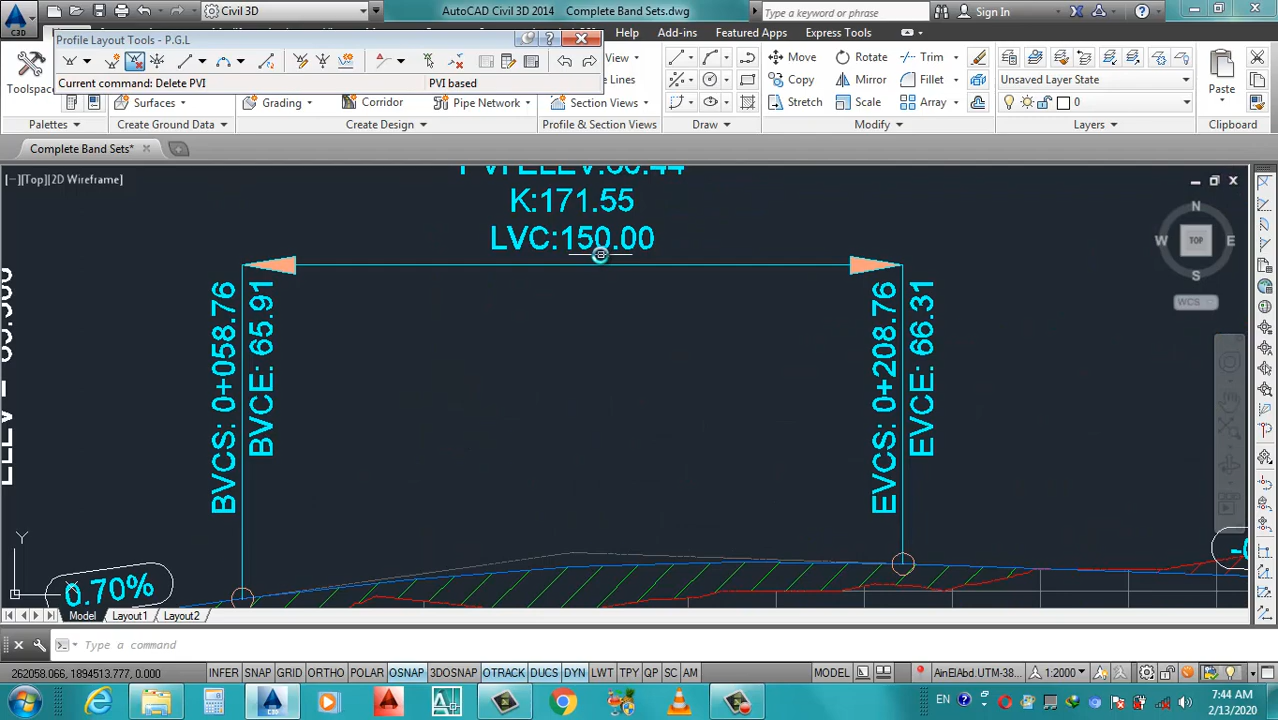 Civil 3D
AutoCAD Civil 3D 2014 Complete Band Sets.dwg
Type a keyword or phrase
Sign In
C3D
Profile Layout Tools - P.G.L
Current command: Delete PVI
PVI based
View
Add-ins
Featured Apps
Express Tools
Toolspace
Surfaces
Grading
Corridor
Pipe Network
Section Views
Lines
Move
Rotate
Trim
Copy
Mirror
Fillet
Stretch
Scale
Array
Unsaved Layer State
0
Paste
Palettes
Create Ground Data
Create Design
Profile & Section Views
Draw
Modify
Layers
Clipboard
Complete Band Sets*
[−][Top][2D Wireframe]
K:171.55
LVC:150.00
BVCS: 0+058.76
BVCE: 65.91
EVCS: 0+208.76
EVCE: 66.31
0.70%
N
W
TOP
E
S
WCS
Y
Model
Layout1
Layout2
Type a command
262058.066, 1894513.777, 0.000
INFER SNAP GRID ORTHO POLAR OSNAP 3DOSNAP OTRACK DUCS DYN LWT TPY QP SC AM
MODEL
AinElAbd.UTM-38
1:2000
EN
7:44 AM
2/13/2020